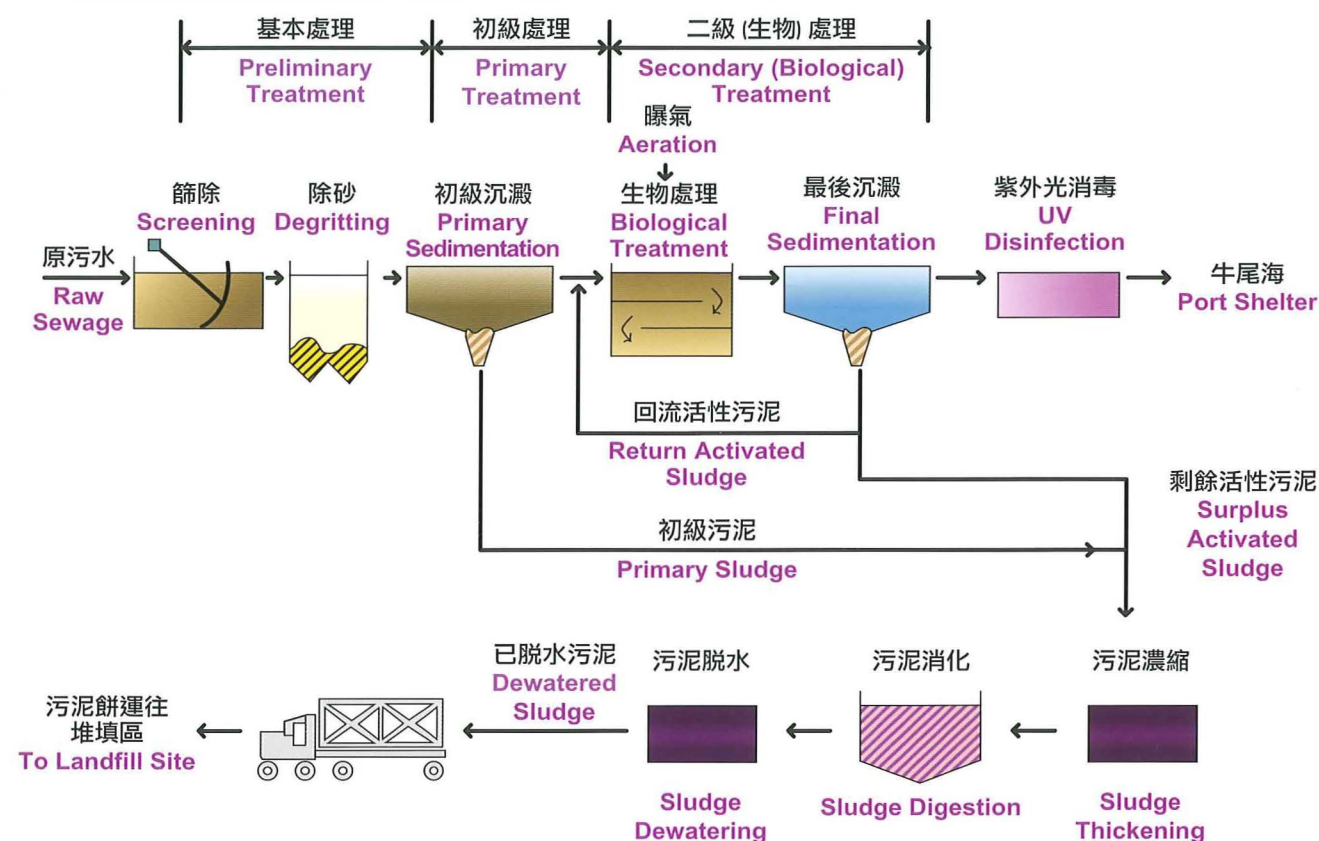 基本處理
Preliminary
Treatment
初級處理
Primary
Treatment
二級 (生物) 處理
Secondary (Biological)
Treatment
曝氣
Aeration
篩除
Screening
除砂
Degritting
初級沉澱
Primary
Sedimentation
生物處理
Biological
Treatment
最後沉澱
Final
Sedimentation
紫外光消毒
UV
Disinfection
原污水
Raw
Sewage
牛尾海
Port Shelter
回流活性污泥
Return Activated
Sludge
剩餘活性污泥
Surplus
Activated
Sludge
初級污泥
Primary Sludge
污泥餅運往
堆填區
To Landfill Site
已脱水污泥
Dewatered
Sludge
污泥脱水
Sludge
Dewatering
污泥消化
Sludge Digestion
污泥濃縮
Sludge
Thickening